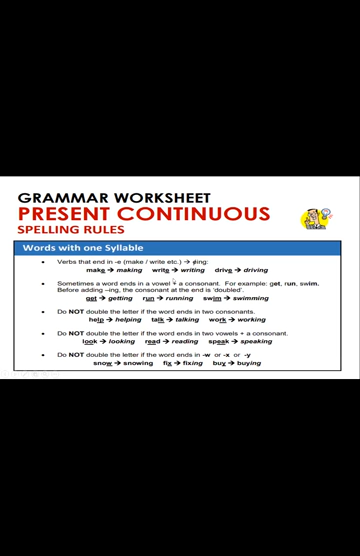 GRAMMAR WORKSHEET
PRESENT CONTINUOUS
SPELLING RULES
Words with one Syllable
• Verbs that end in -e (make / write etc.) → ing:
make → making write → writing drive → driving
• Sometimes a word ends in a vowel + a consonant. For example: get, run, swim.
Before adding –ing, the consonant at the end is 'doubled'.
get → getting run → running swim → swimming
• Do NOT double the letter if the word ends in two consonants.
help → helping talk → talking work → working
• Do NOT double the letter if the word ends in two vowels + a consonant.
look → looking read → reading speak → speaking
• Do NOT double the letter if the word ends in -w or -x or -y
snow → snowing fix → fixing buy → buying